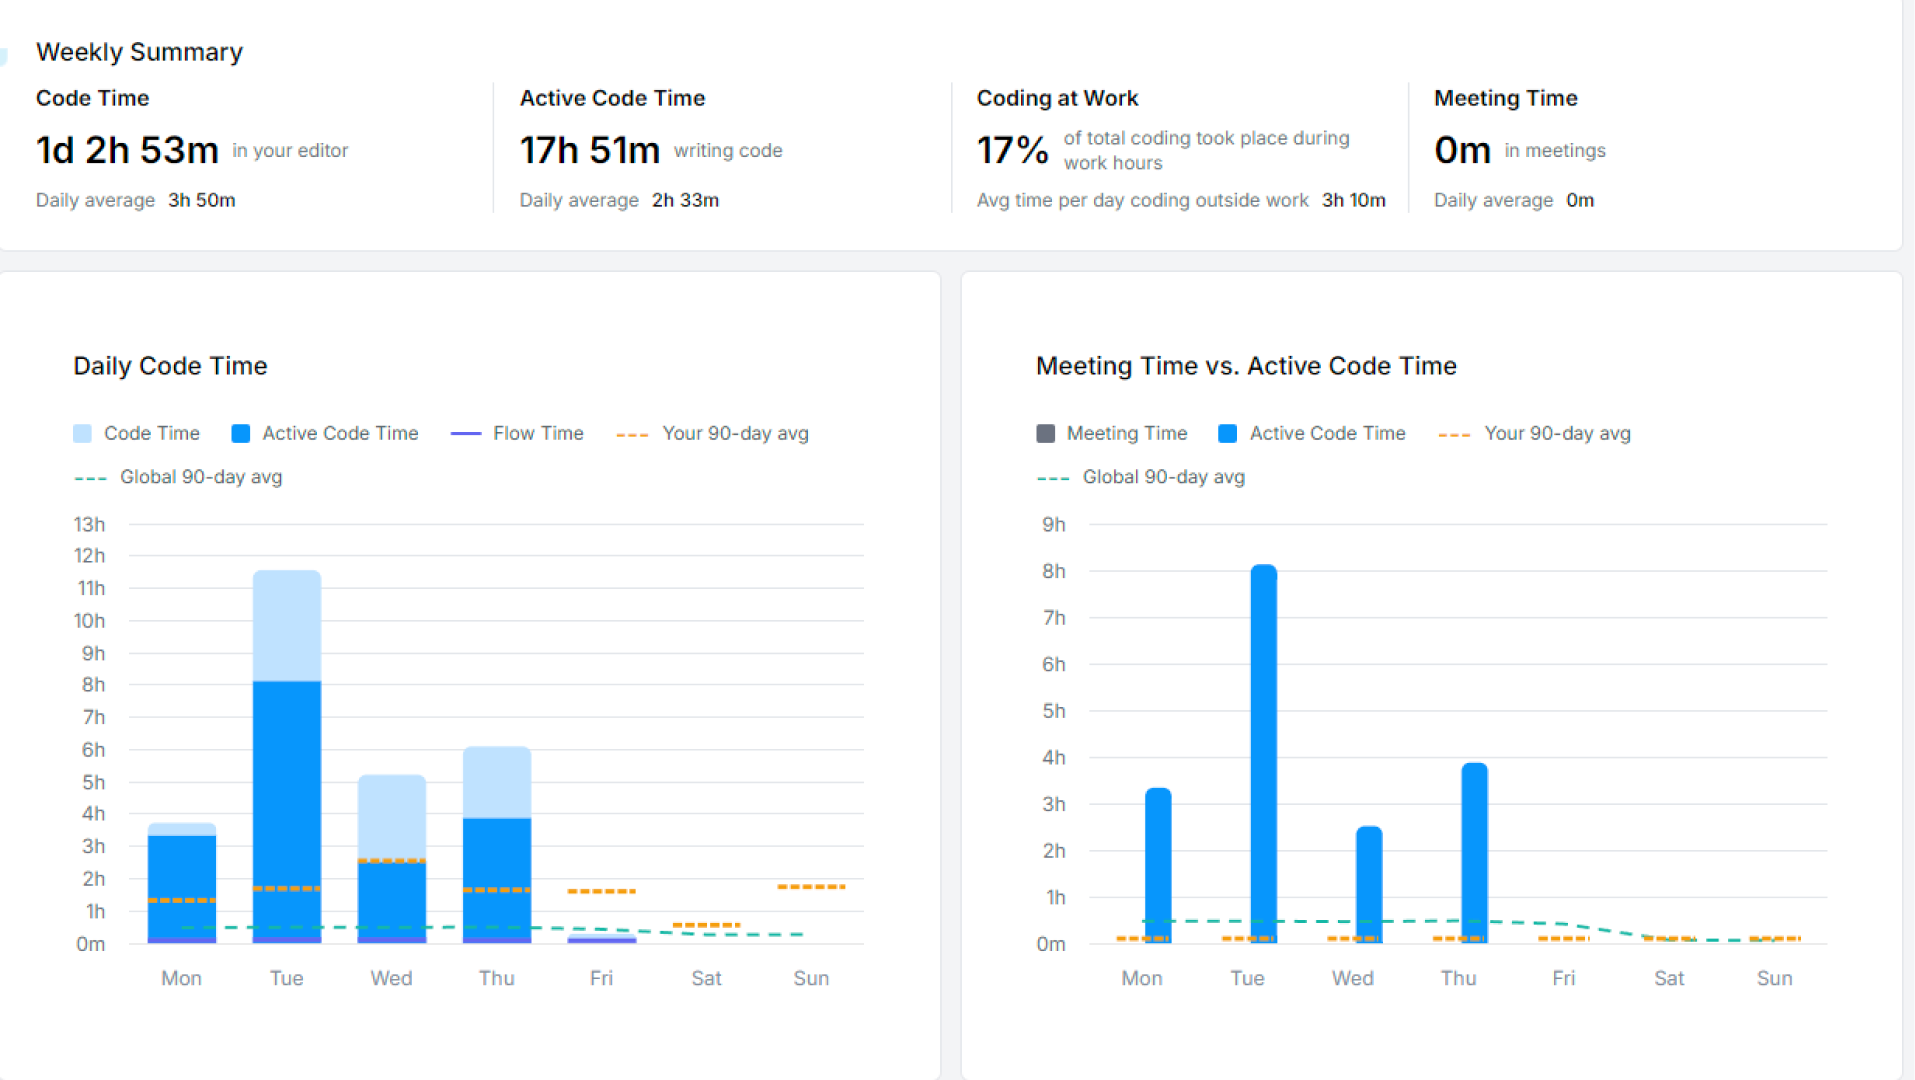 Weekly Summary
Code Time
1d 2h 53m in your editor
Daily average 3h 50m
Active Code Time
17h 51m writing code
Daily average 2h 33m
Coding at Work
17% of total coding took place during
work hours
Avg time per day coding outside work 3h 10m
Meeting Time
0m in meetings
Daily average 0m
Daily Code Time
Code Time Active Code Time Flow Time Your 90-day avg
Global 90-day avg
13h
12h
11h
10h
9h
8h
7h
6h
5h
4h
3h
2h
1h
0m
Mon Tue Wed Thu Fri Sat Sun
Meeting Time vs. Active Code Time
Meeting Time Active Code Time Your 90-day avg
Global 90-day avg
9h
8h
7h
6h
5h
4h
3h
2h
1h
0m
Mon Tue Wed Thu Fri Sat Sun